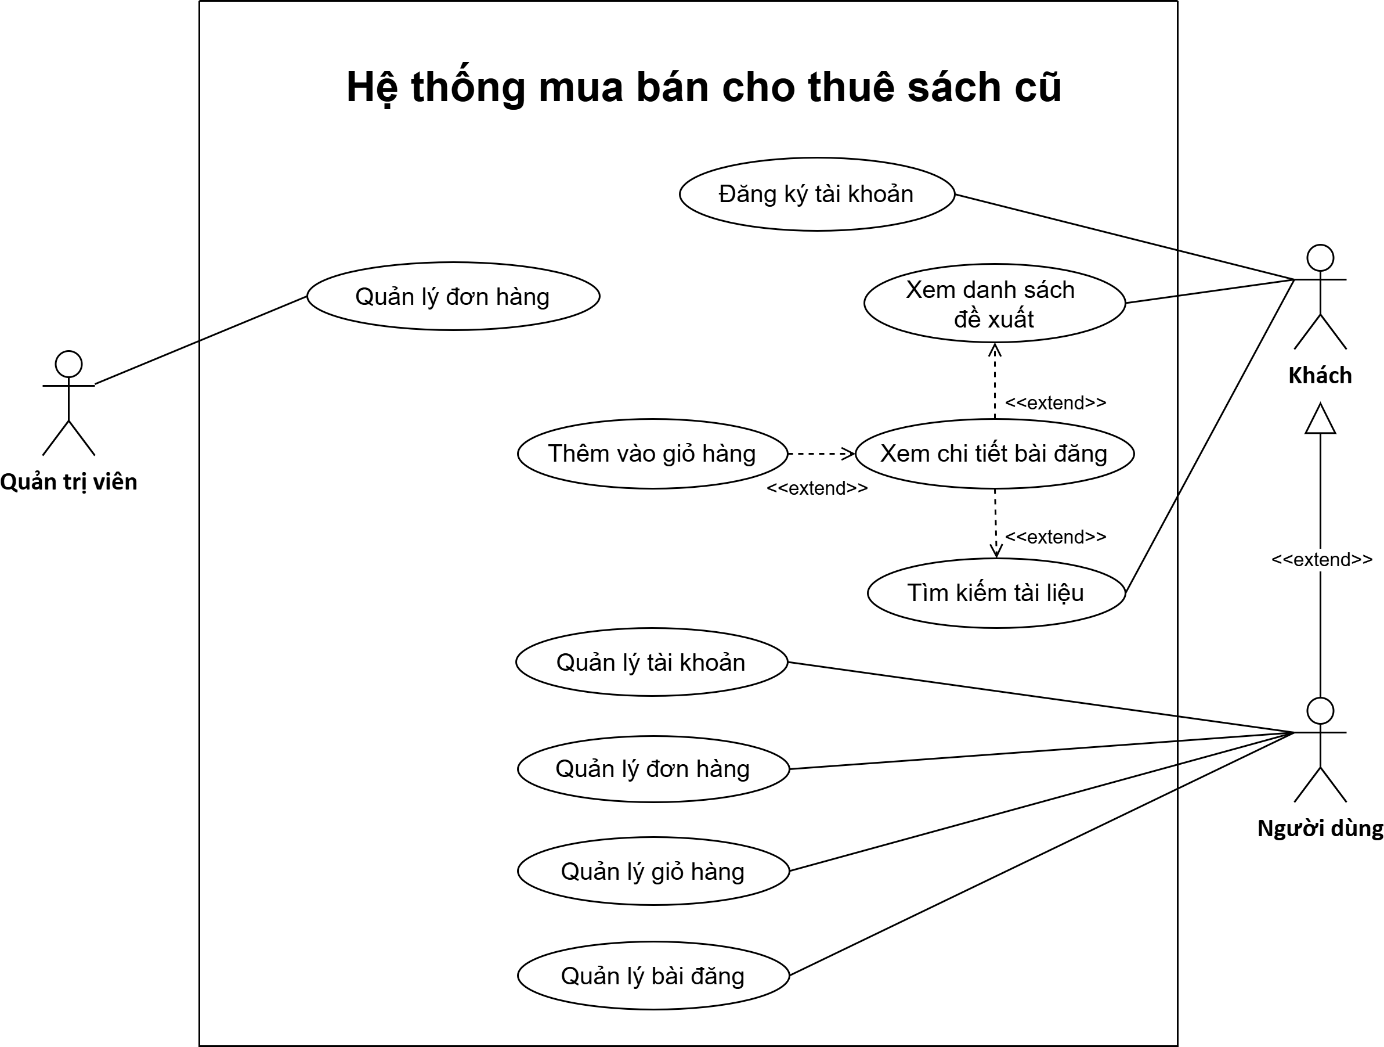 Hệ thống mua bán cho thuê sách cũ
Đăng ký tài khoản
Quản lý đơn hàng
Xem danh sách
đề xuất
Khách
<<extend>>
Thêm vào giỏ hàng
Xem chi tiết bài đăng
Quản trị viên
<<extend>>
<<extend>>
<<extend>>
Tìm kiếm tài liệu
Quản lý tài khoản
Quản lý đơn hàng
Người dùng
Quản lý giỏ hàng
Quản lý bài đăng